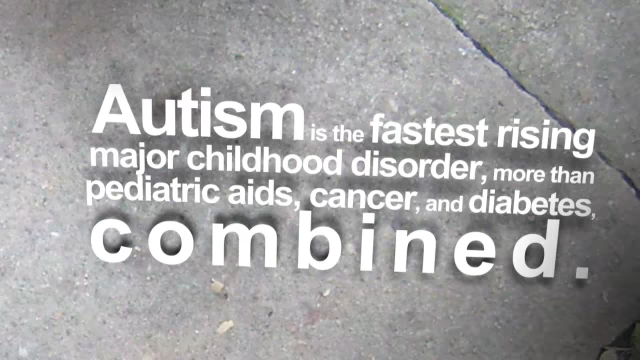 Autism is the fastest rising
major childhood disorder, more than
pediatric aids, cancer, and diabetes,
combined.